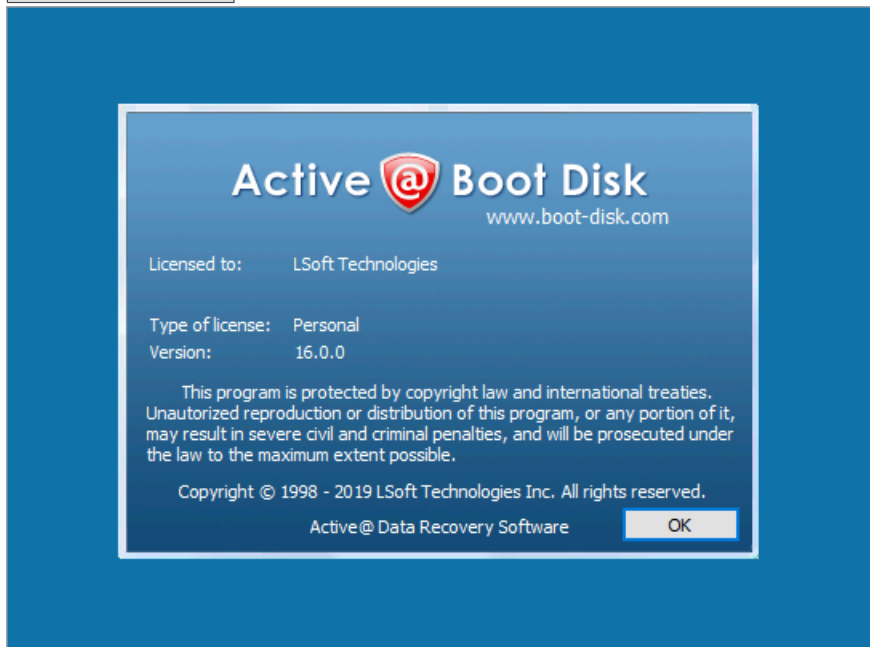 Active @ Boot Disk
www.boot-disk.com
Licensed to: LSoft Technologies
Type of license: Personal
Version: 16.0.0
This program is protected by copyright law and international treaties.
Unautorized reproduction or distribution of this program, or any portion of it,
may result in severe civil and criminal penalties, and will be prosecuted under
the law to the maximum extent possible.
Copyright © 1998 - 2019 LSoft Technologies Inc. All rights reserved.
Active@ Data Recovery Software
OK